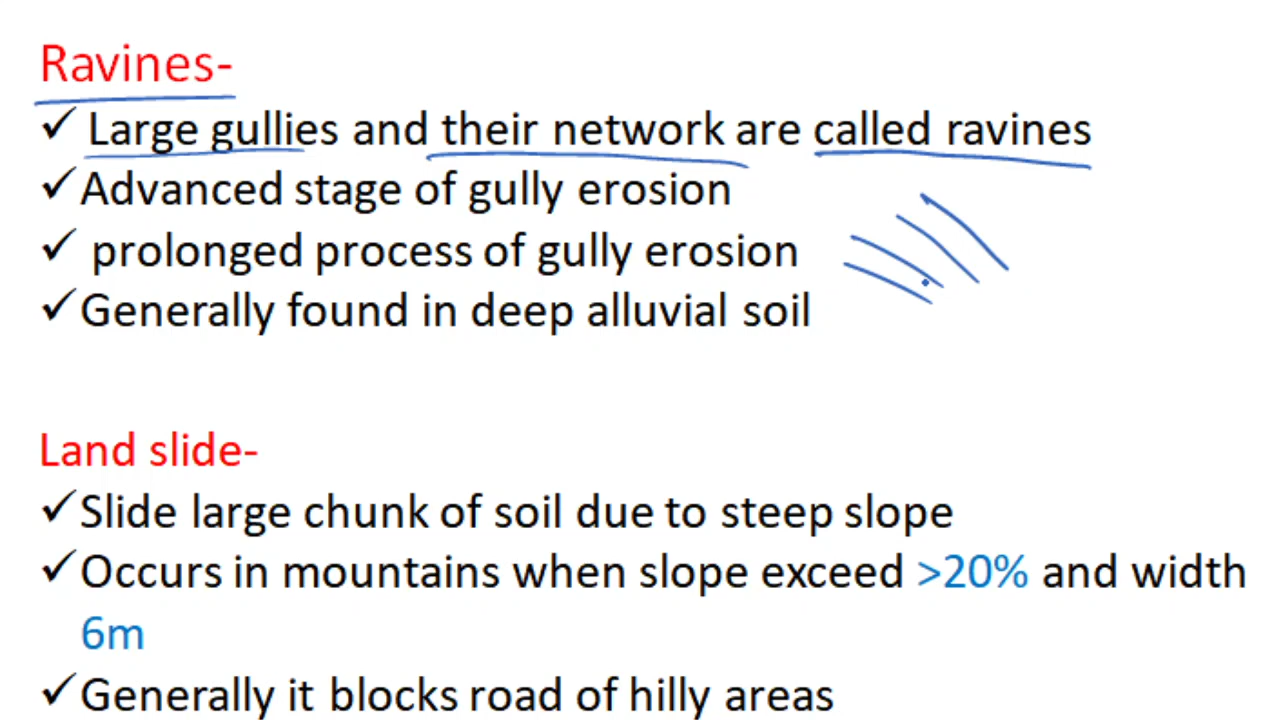 Ravines-
✓ Large gullies and their network are called ravines
✓ Advanced stage of gully erosion
✓ prolonged process of gully erosion
✓ Generally found in deep alluvial soil
Land slide-
✓ Slide large chunk of soil due to steep slope
✓ Occurs in mountains when slope exceed >20% and width
6m
✓ Generally it blocks road of hilly areas